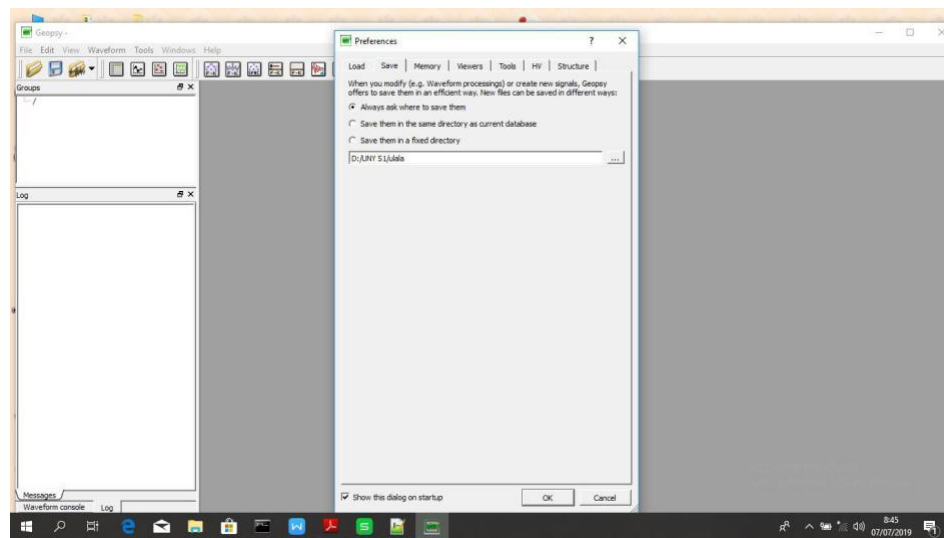 Geopsy -
File Edit View Waveform Tools Windows Help
Groups
/
Log
Messages
Waveform console Log
Preferences
Load Save Memory Viewers Tools HV Structure
When you modify (e.g. Waveform processings) or create new signals, Geopsy
offers to save them in an efficient way. New files can be saved in different ways:
Always ask where to save them
Save them in the same directory as current database
Save them in a fixed directory
D:/UNY S1/ulala
...
Show this dialog on startup
OK Cancel
8:45
07/07/2019